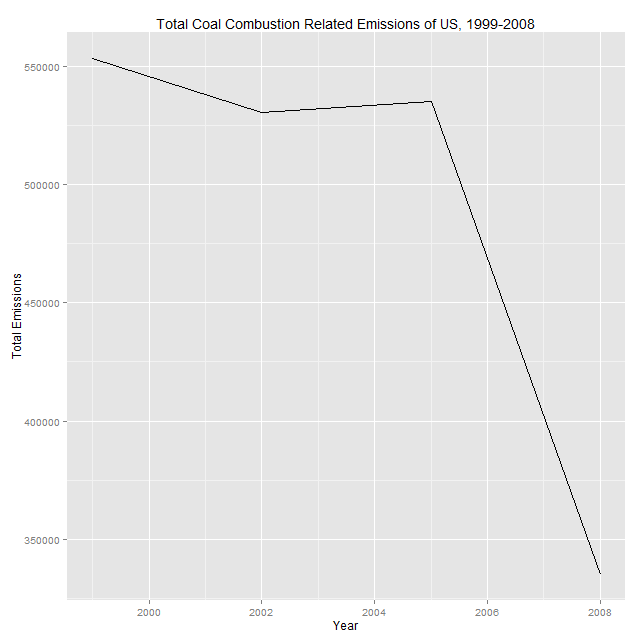 Total Coal Combustion Related Emissions of US, 1999-2008
550000
500000
450000
400000
350000
Total Emissions
2000 2002 2004 2006 2008
Year